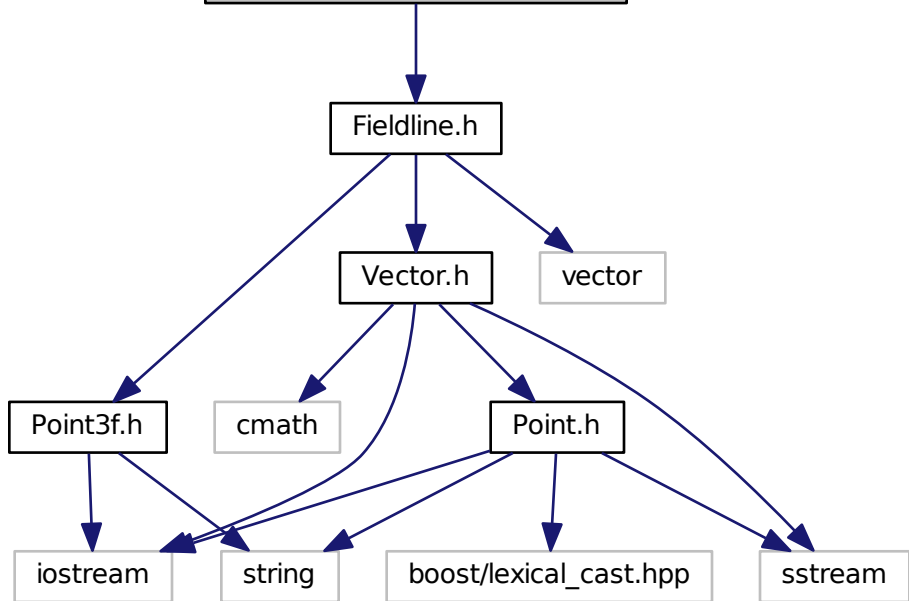 Fieldline.h
Vector.h
vector
Point3f.h
cmath
Point.h
iostream
string
boost/lexical_cast.hpp
sstream